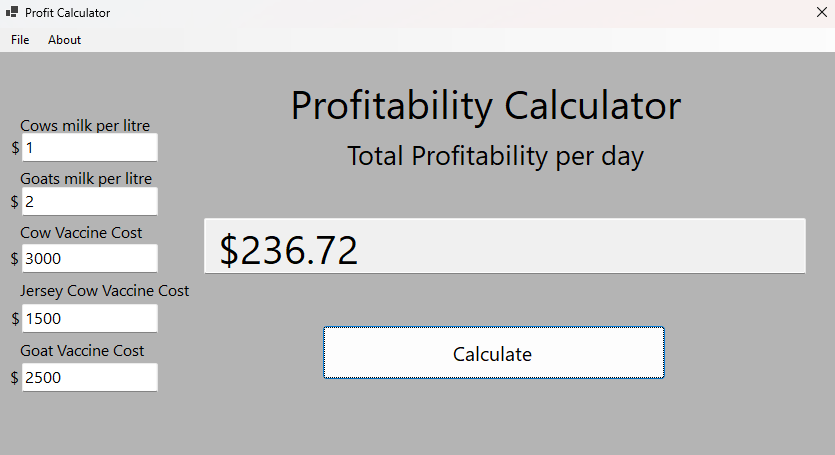 Profit Calculator
File About
Profitability Calculator
Total Profitability per day
Cows milk per litre
$ 1
Goats milk per litre
$ 2
Cow Vaccine Cost
$ 3000
Jersey Cow Vaccine Cost
$ 1500
Goat Vaccine Cost
$ 2500
$236.72
Calculate